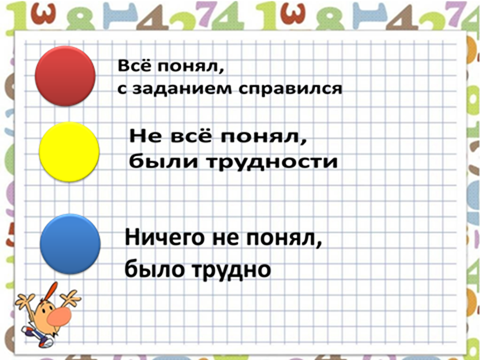 Всё понял,
с заданием справился
Не всё понял,
были трудности
Ничего не понял,
было трудно